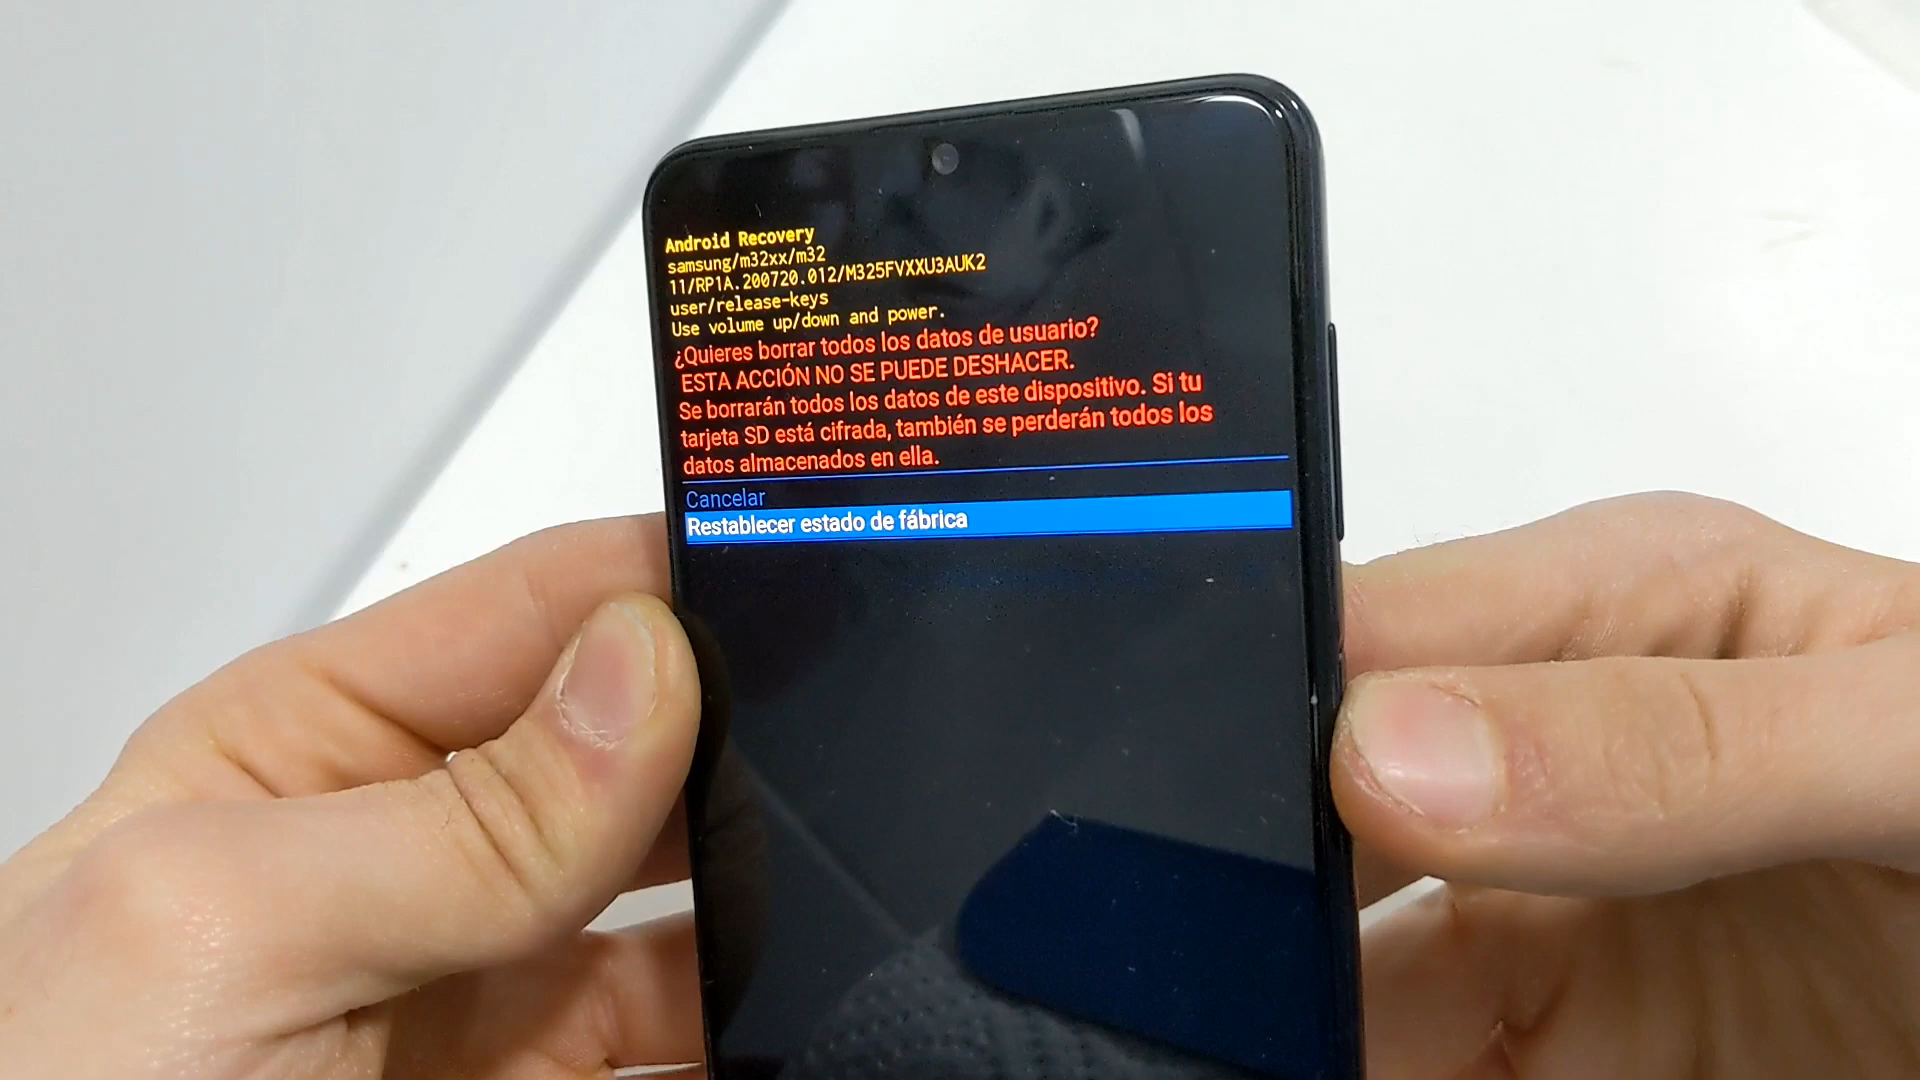 Android Recovery
samsung/m32xx/m32
11/RP1A.200720.012/M325FVXXU3AUK2
user/release-keys
Use volume up/down and power.
¿Quieres borrar todos los datos de usuario?
ESTA ACCIÓN NO SE PUEDE DESHACER.
Se borrarán todos los datos de este dispositivo. Si tu
tarjeta SD está cifrada, también se perderán todos los
datos almacenados en ella.
Cancelar
Restablecer estado de fábrica